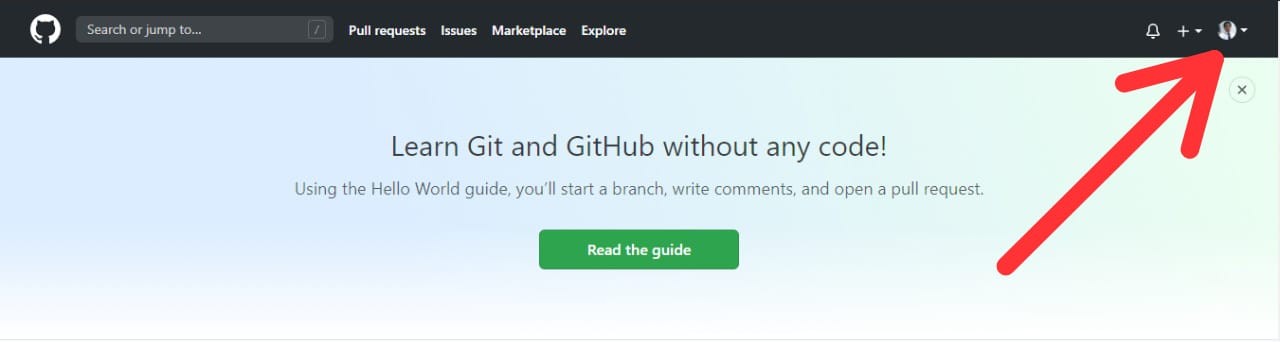 Search or jump to... /
Pull requests Issues Marketplace Explore
Learn Git and GitHub without any code!
Using the Hello World guide, you’ll start a branch, write comments, and open a pull request.
Read the guide